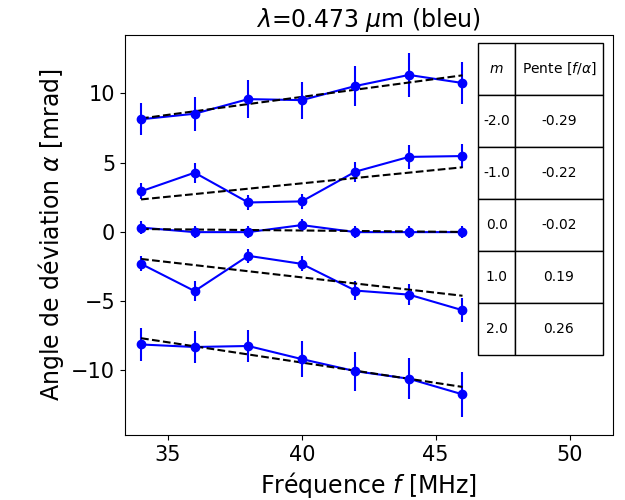 λ=0.473 μm (bleu)
Angle de déviation α [mrad]
10
5
0
−5
−10
m Pente [f/α]
-2.0 -0.29
-1.0 -0.22
0.0 -0.02
1.0 0.19
2.0 0.26
35 40 45 50
Fréquence f [MHz]